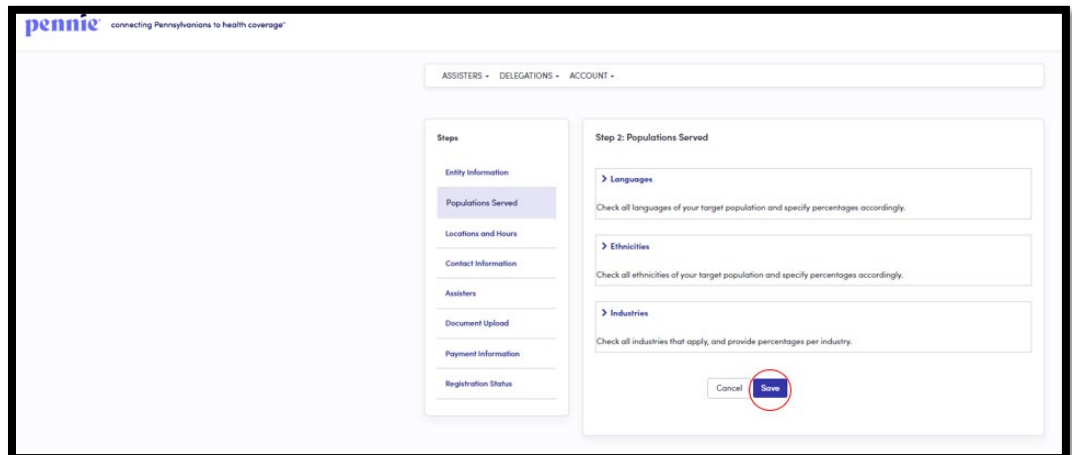 pennie connecting Pennsylvanians to health coverage
ASSISTERS DELEGATIONS ACCOUNT
Steps
Entity Information
Populations Served
Locations and Hours
Contact Information
Assisters
Document Upload
Payment Information
Registration Status
Step 2: Populations Served
Languages
Check all languages of your target population and specify percentages accordingly.
Ethnicities
Check all ethnicities of your target population and specify percentages accordingly.
Industries
Check all industries that apply, and provide percentages per industry.
Cancel Save